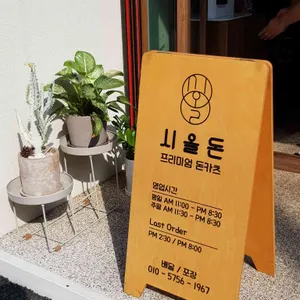 시울돈
프리미엄 돈카츠
영업시간
평일 AM 11:00 - PM 8:30
주말 AM 11:30 - PM 8:30
Last Order
PM 2:30 / PM 8:00
배달 / 포장
010 - 5756 - 1967